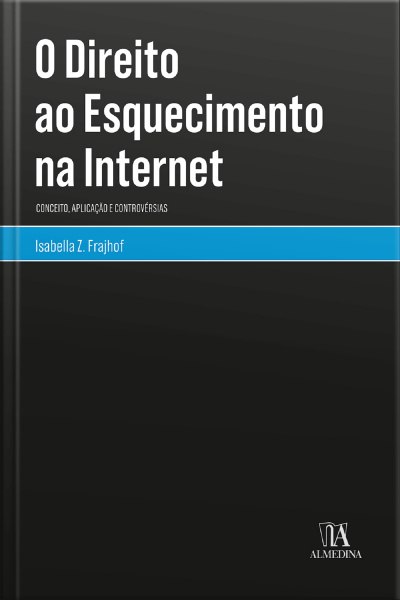 O Direito
ao Esquecimento
na Internet
CONCEITO, APLICAÇÃO E CONTROVÉRSIAS
Isabella Z. Frajhof
ALMEDINA